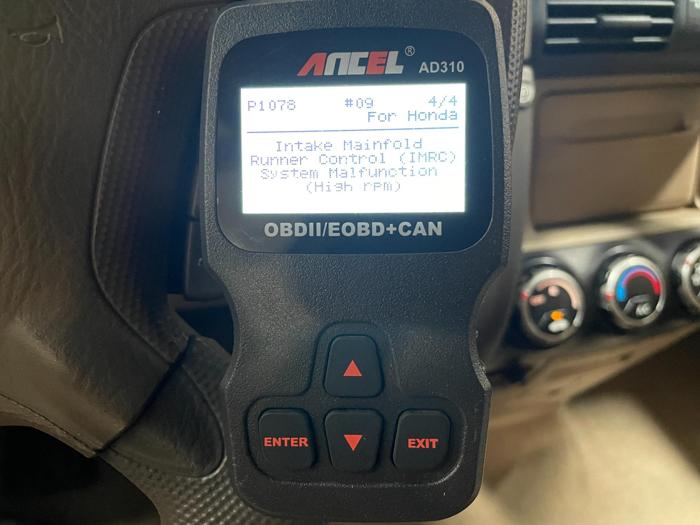 ANCEL® AD310
P1078 #09 4/4
For Honda
Intake Mainfold
Runner Control (IMRC)
System Malfunction
(High rpm)
OBDII/EOBD+CAN
ENTER EXIT